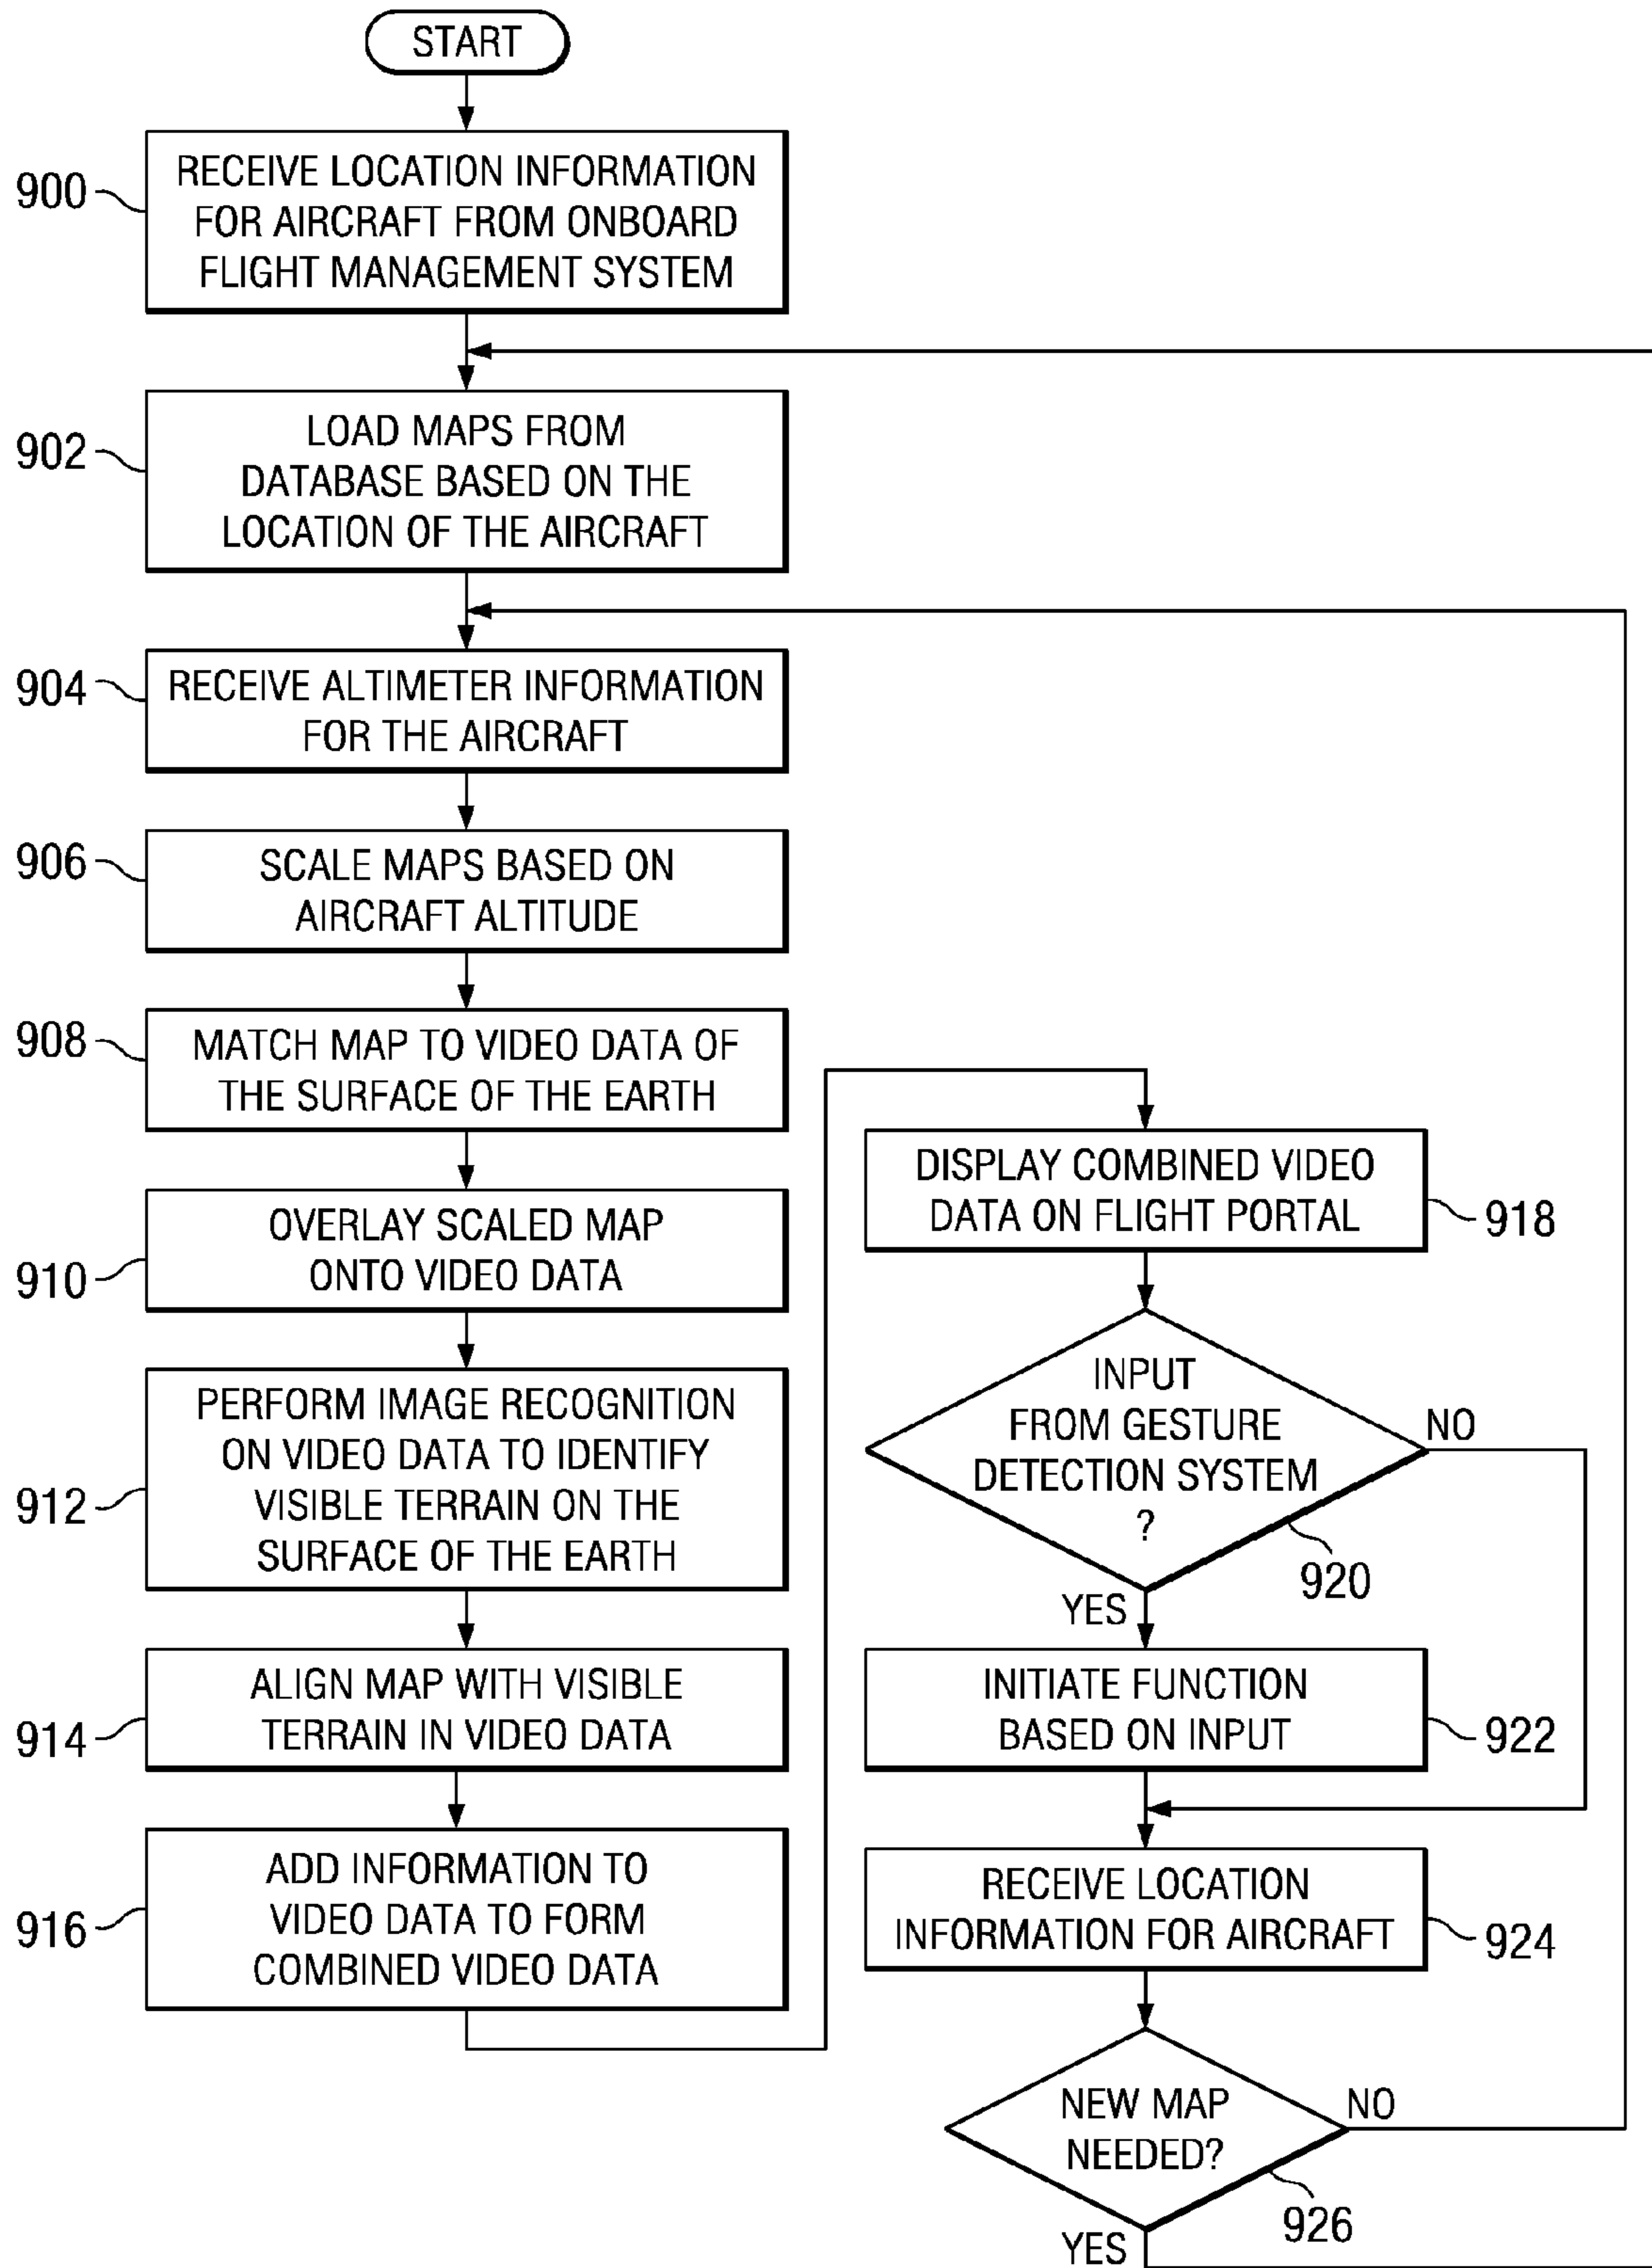 START
900
RECEIVE LOCATION INFORMATION
FOR AIRCRAFT FROM ONBOARD
FLIGHT MANAGEMENT SYSTEM
902
LOAD MAPS FROM
DATABASE BASED ON THE
LOCATION OF THE AIRCRAFT
904
RECEIVE ALTIMETER INFORMATION
FOR THE AIRCRAFT
906
SCALE MAPS BASED ON
AIRCRAFT ALTITUDE
908
MATCH MAP TO VIDEO DATA OF
THE SURFACE OF THE EARTH
910
OVERLAY SCALED MAP
ONTO VIDEO DATA
912
PERFORM IMAGE RECOGNITION
ON VIDEO DATA TO IDENTIFY
VISIBLE TERRAIN ON THE
SURFACE OF THE EARTH
914
ALIGN MAP WITH VISIBLE
TERRAIN IN VIDEO DATA
916
ADD INFORMATION TO
VIDEO DATA TO FORM
COMBINED VIDEO DATA
DISPLAY COMBINED VIDEO
DATA ON FLIGHT PORTAL
918
INPUT
FROM GESTURE
DETECTION SYSTEM
?
NO
920
YES
INITIATE FUNCTION
BASED ON INPUT
922
RECEIVE LOCATION
INFORMATION FOR AIRCRAFT
924
NEW MAP
NEEDED?
NO
926
YES